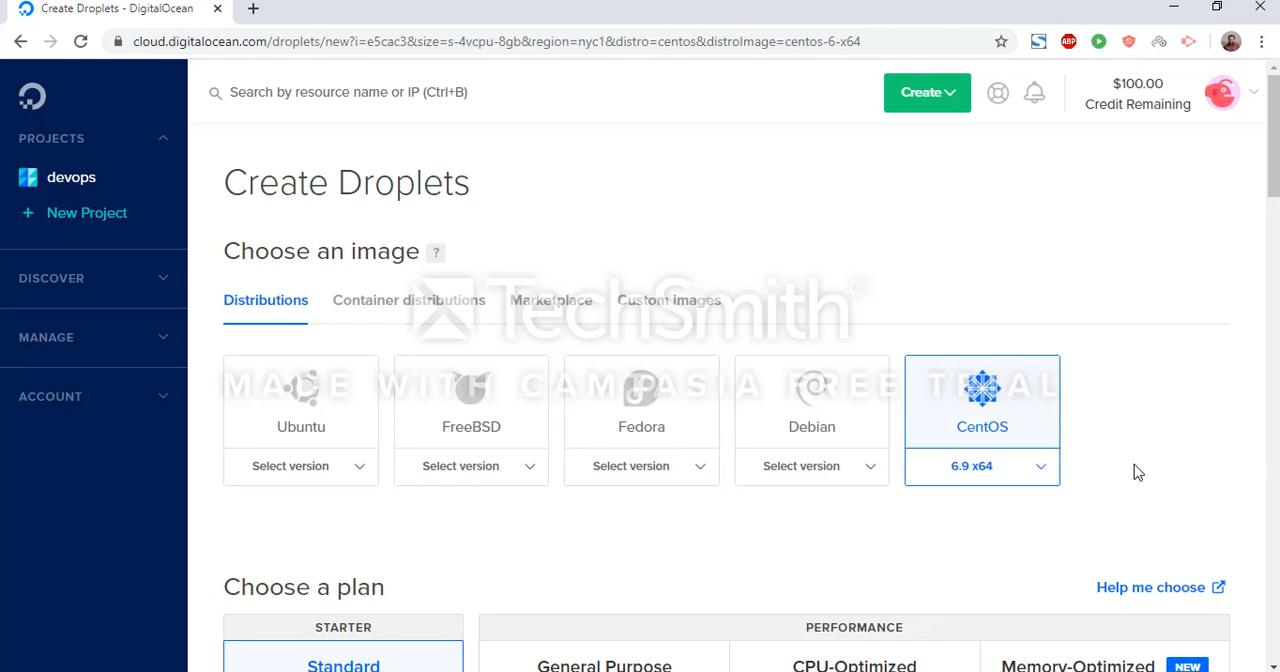 Create Droplets - DigitalOcean
cloud.digitalocean.com/droplets/new?i=e5cac3&size=s-4vcpu-8gb&region=nyc1&distro=centos&distroImage=centos-6-x64
ABP
Search by resource name or IP (Ctrl+B)
Create
$100.00
Credit Remaining
PROJECTS
devops
+ New Project
DISCOVER
MANAGE
ACCOUNT
Create Droplets
Choose an image ?
Distributions Container distributions Marketplace Custom images
TechSmith®
MADE WITH CAMTASIA FREE TRIAL
Ubuntu FreeBSD Fedora Debian CentOS
Select version Select version Select version Select version 6.9 x64
Choose a plan
Help me choose
STARTER PERFORMANCE
Standard General Purpose CPU-Optimized Memory-Optimized NEW